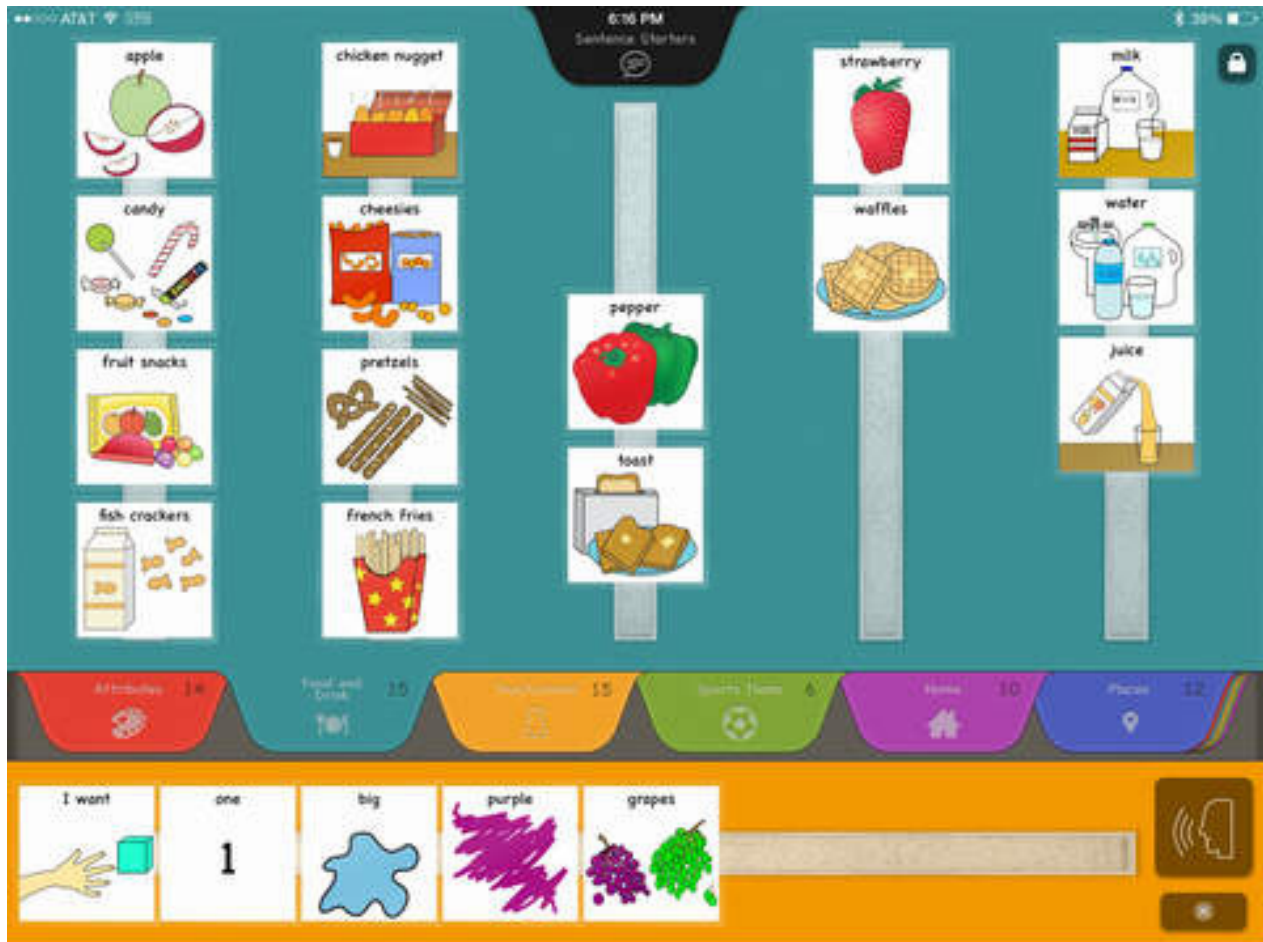 AT&T
6:16 PM
39%
Sentence Starters
apple
chicken nugget
strawberry
milk
candy
cheesies
waffles
water
pepper
fruit snacks
pretzels
juice
toast
fish crackers
french fries
Attributes 14
Food and
Drink 15
15
Sports Items 6
Home 10
Places 12
I want
one
big
purple
grapes
1